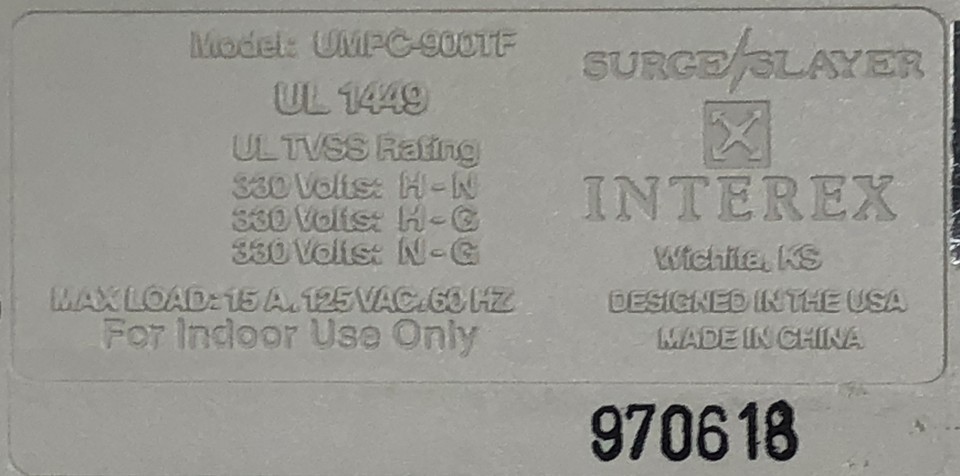 Model: UMPC-900TF
UL 1449
UL TVSS Rating
330 Volts: H - N
330 Volts: H - G
330 Volts: N - G
MAX LOAD: 15 A, 125 VAC, 60 HZ
For Indoor Use Only
SURGE/SLAYER
INTEREX
Wichita, KS
DESIGNED IN THE USA
MADE IN CHINA
970618